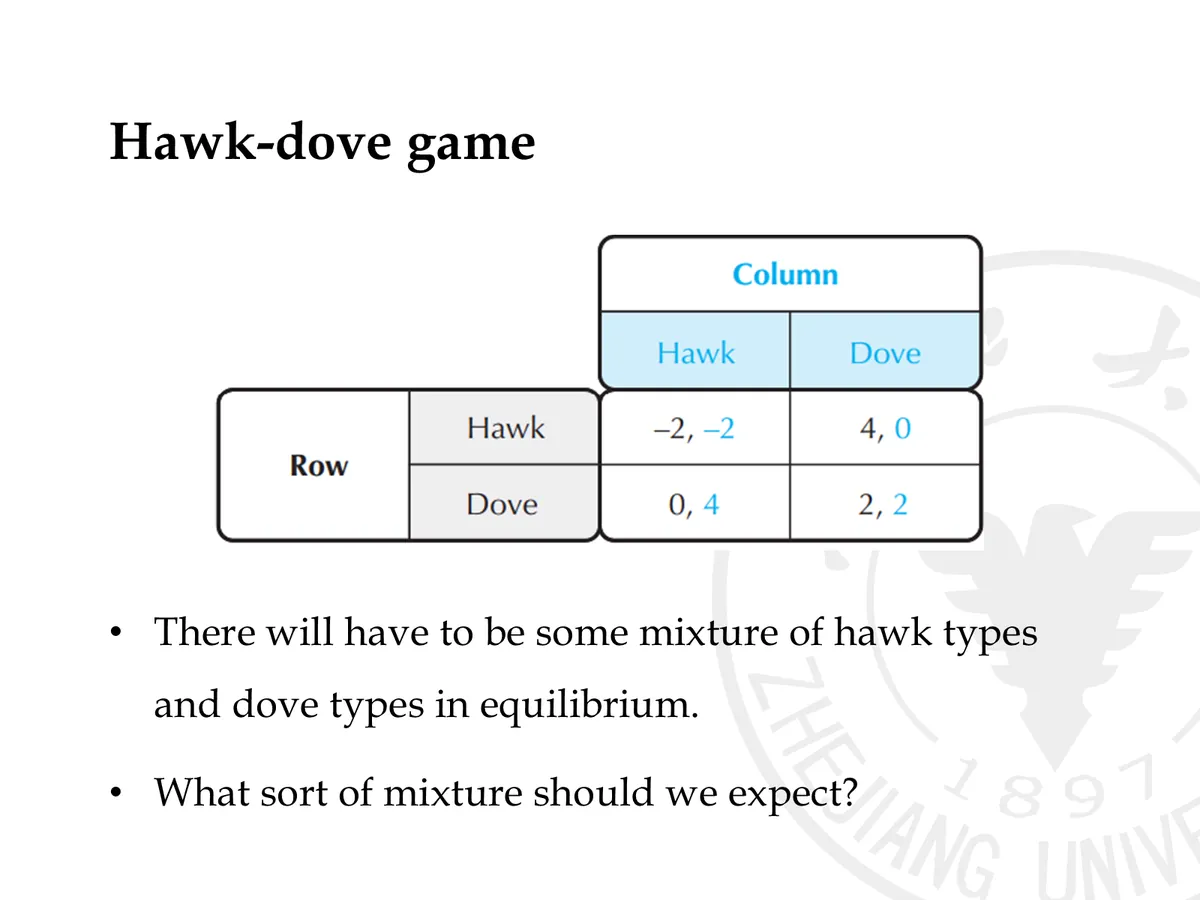 Hawk-dove game
Column
Hawk Dove
Row
Hawk –2, –2 4, 0
Dove 0, 4 2, 2
• There will have to be some mixture of hawk types
and dove types in equilibrium.
• What sort of mixture should we expect?
大
ZHEJIANG UNIV
1897